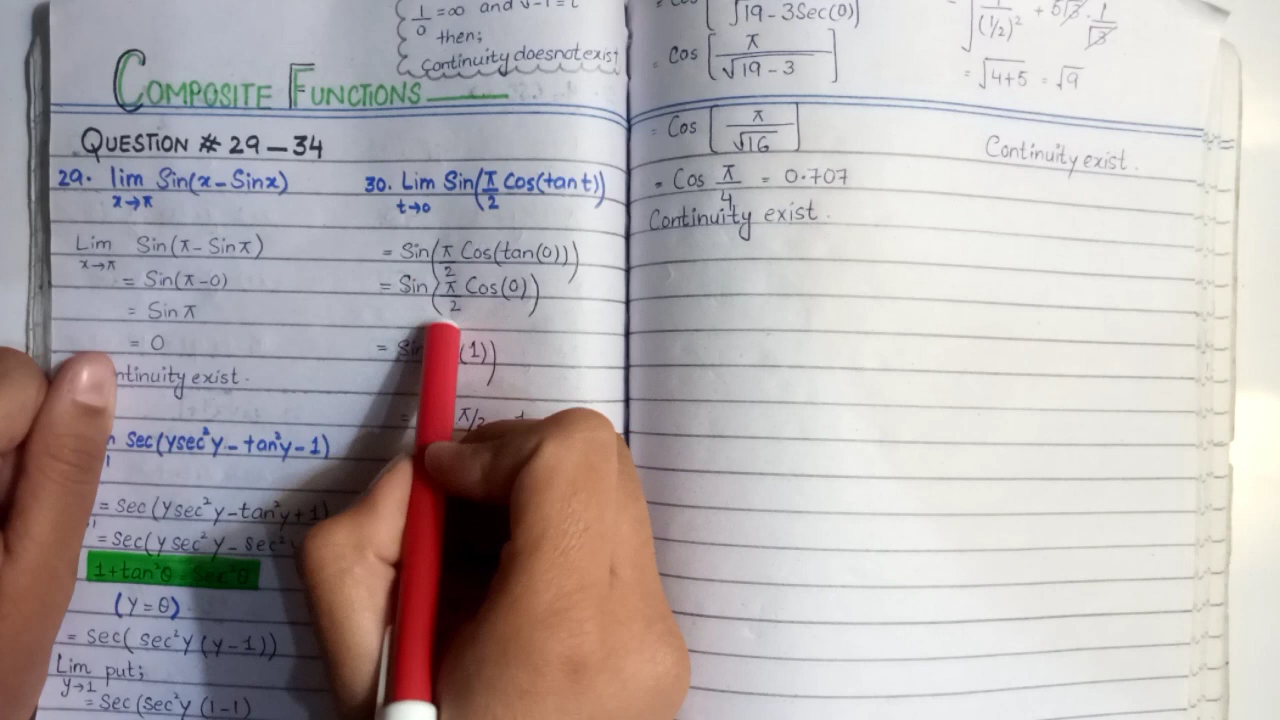 1/0 = ∞ and √-1 = i
then;
Continuity doesnot exist
COMPOSITE FUNCTIONS
QUESTION # 29 – 34
29. lim x→π Sin(x – Sinx)
Lim x→π Sin(π – Sinπ)
= Sin(π-0)
= Sinπ
= 0
ntinuity exist.
Sec(ysec²y – tan²y – 1)
= sec(ysec²y – tan²y + 1)
= Sec(y sec²y – sec²
1 + tan²θ = Sec²θ
(y = θ)
= sec( sec²y (y – 1))
Lim y→1 put;
= Sec(sec²y (1-1)
30. Lim t→0 Sin(π/2 Cos(tan t))
= Sin(π/2 Cos(tan(0)))
= Sin(π/2 Cos(0))
= Sin (1))
= π/2
√19 - 3Sec(0)
= Cos [π/√19 - 3]
= Cos [π/√16]
= Cos π/4 = 0.707
Continuity exist.
= √4+5 = √9
Continuity exist.